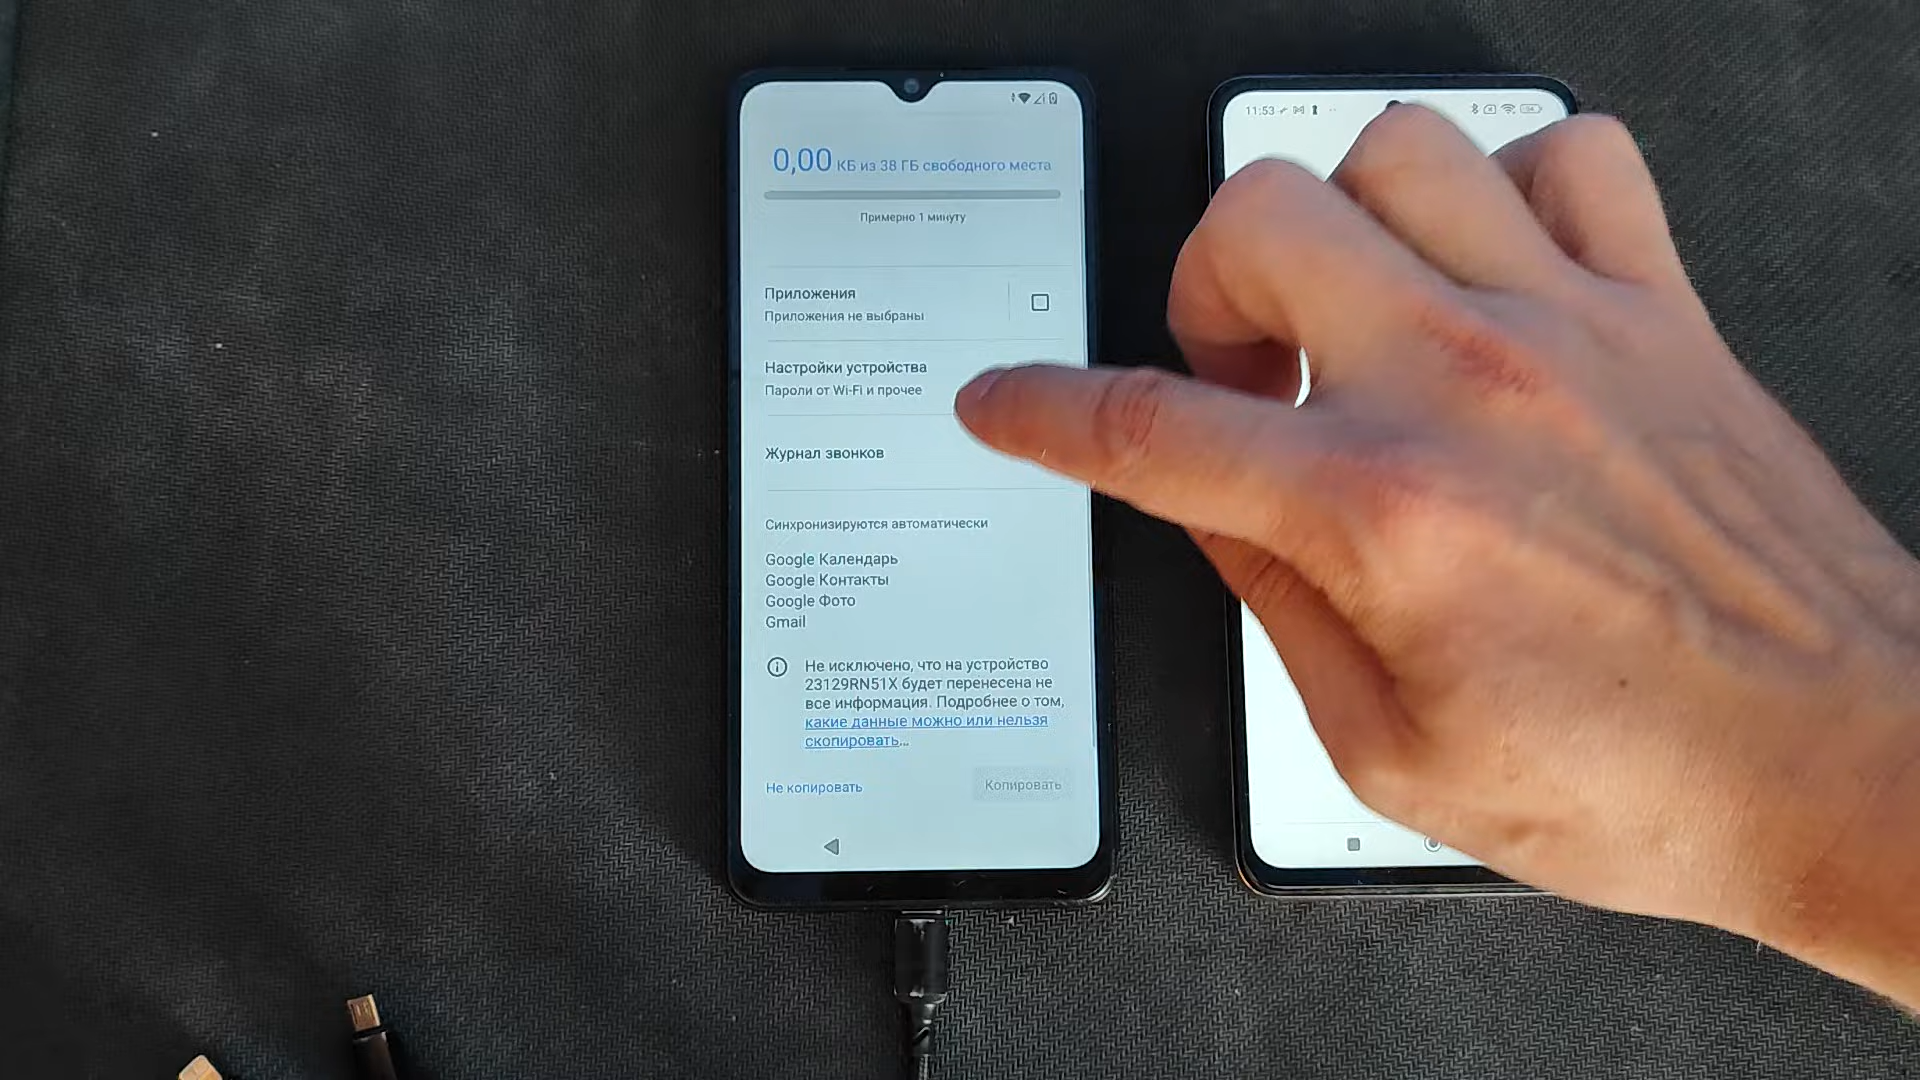 0,00 КБ из 38 ГБ свободного места
Примерно 1 минуту
Приложения
Приложения не выбраны
Настройки устройства
Пароли от Wi-Fi и прочее
Журнал звонков
Синхронизируются автоматически
Google Календарь
Google Контакты
Google Фото
Gmail
Не исключено, что на устройство
23129RN51X будет перенесена не
все информация. Подробнее о том,
какие данные можно или нельзя
скопировать...
Не копировать
Копировать
11:53